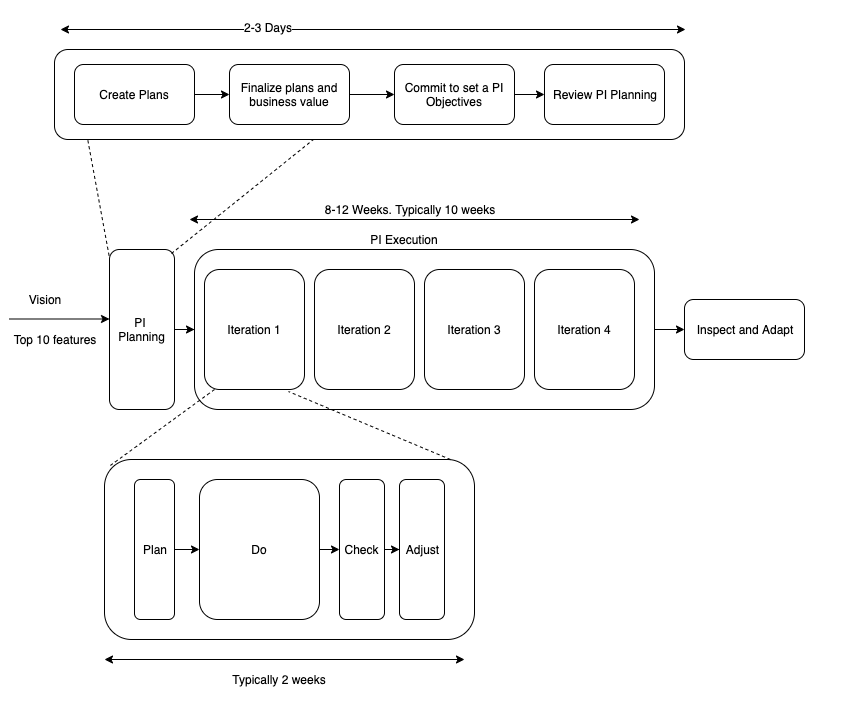 2-3 Days
Create Plans
Finalize plans and
business value
Commit to set a PI
Objectives
Review PI Planning
8-12 Weeks. Typically 10 weeks
PI Execution
Vision
Top 10 features
PI
Planning
Iteration 1
Iteration 2
Iteration 3
Iteration 4
Inspect and Adapt
Plan
Do
Check
Adjust
Typically 2 weeks